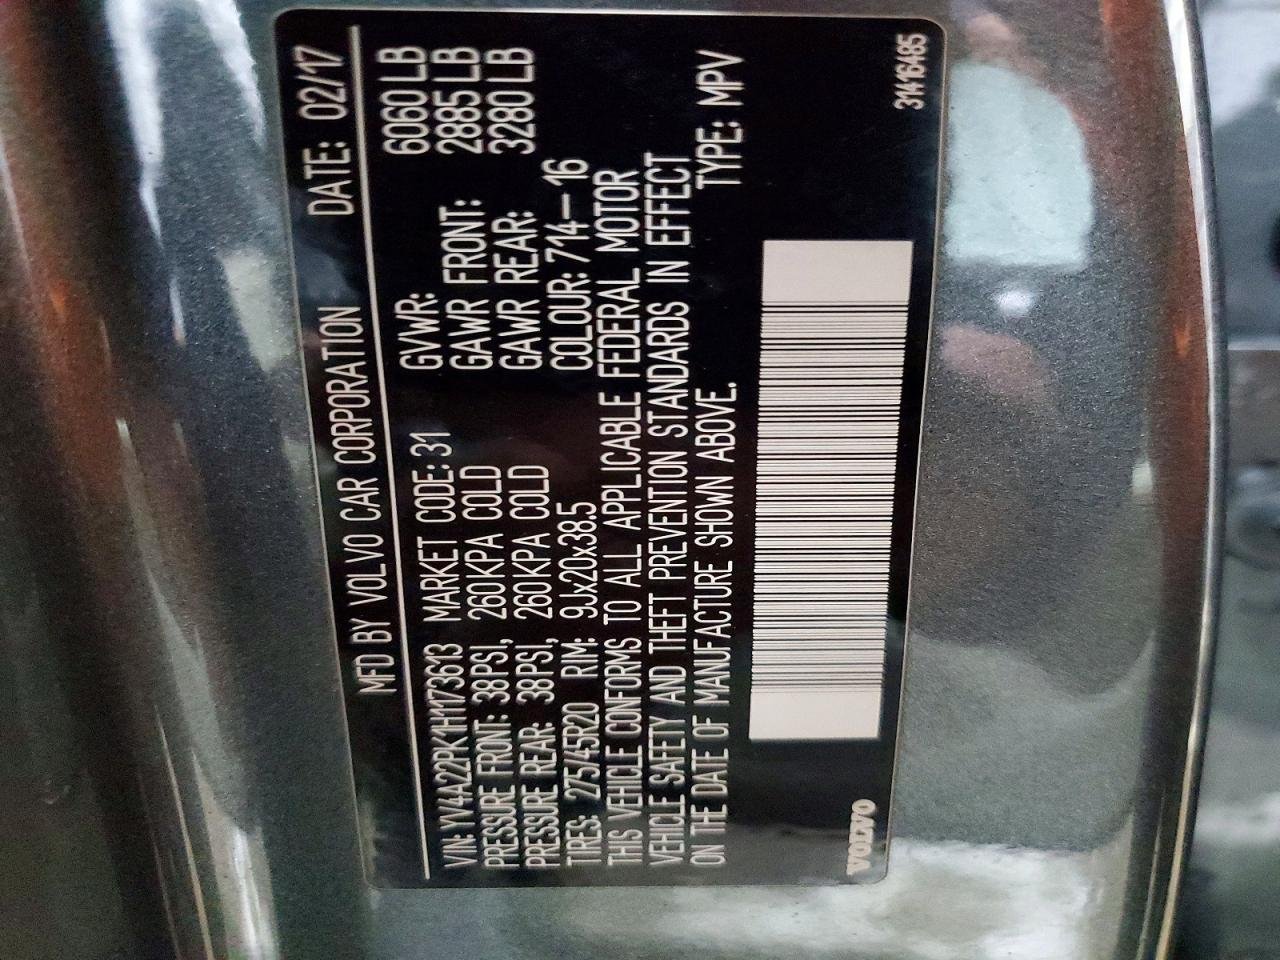 MFD BY VOLVO CAR CORPORATION DATE: 02/17
VIN: YV4A22PK1H1173613 MARKET CODE: 31 GVWR: 6060 LB
PRESSURE FRONT: 38PSI, 260KPA COLD GAWR FRONT: 2885 LB
PRESSURE REAR: 38PSI, 260KPA COLD GAWR REAR: 3280 LB
TIRES: 275/45R20 RIM: 9Jx20x38.5 COLOUR: 714-16
THIS VEHICLE CONFORMS TO ALL APPLICABLE FEDERAL MOTOR
VEHICLE SAFETY AND THEFT PREVENTION STANDARDS IN EFFECT
ON THE DATE OF MANUFACTURE SHOWN ABOVE. TYPE: MPV
VOLVO 31416485